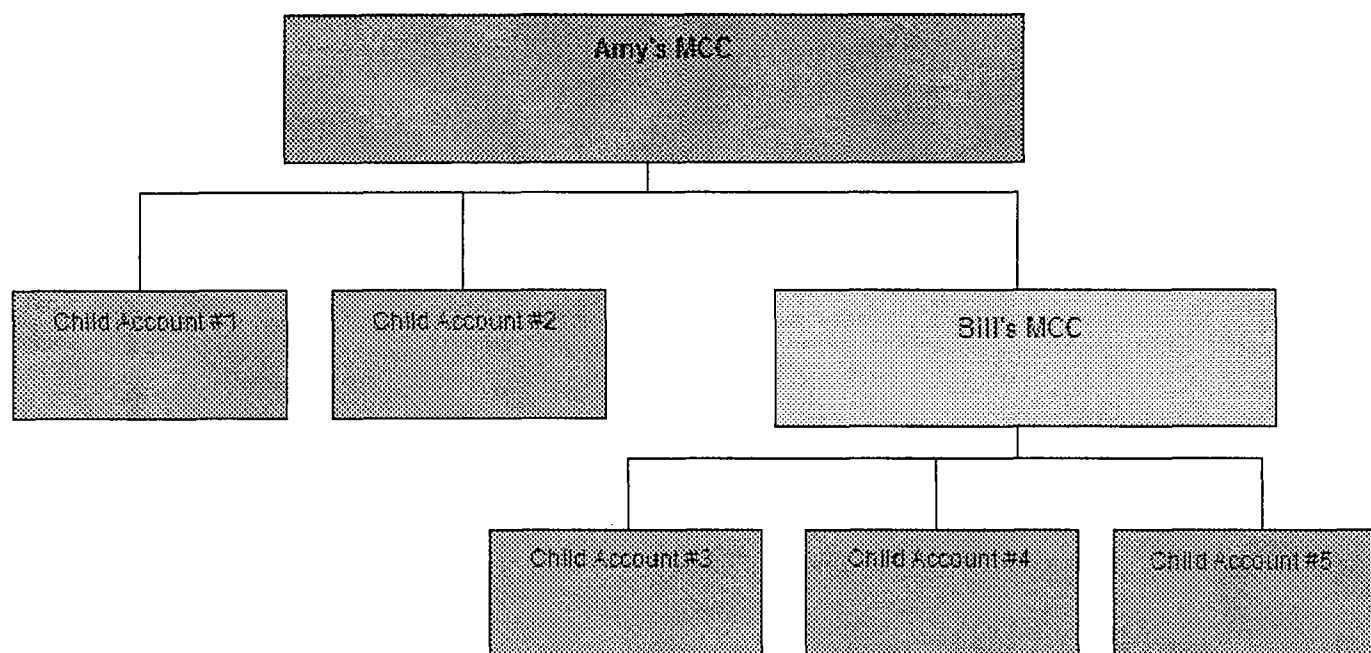 Amy's MCC
Child Account #1
Child Account #2
Bill's MCC
Child Account #3
Child Account #4
Child Account #5